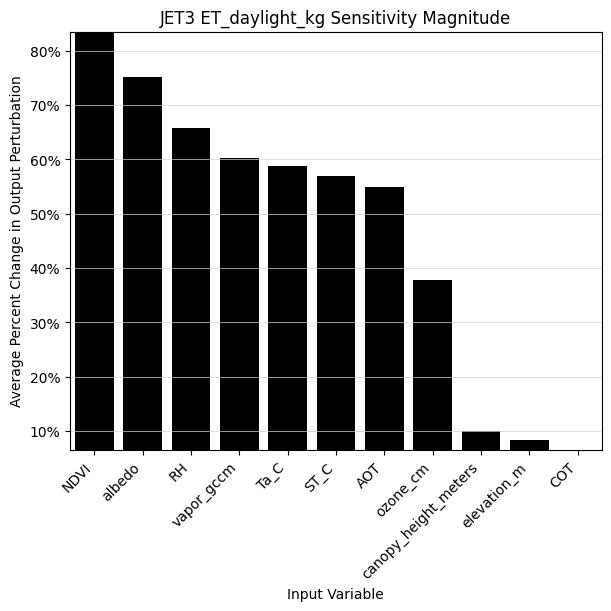 JET3 ET_daylight_kg Sensitivity Magnitude
Average Percent Change in Output Perturbation
80%
70%
60%
50%
40%
30%
20%
10%
NDVI
albedo
RH
vapor_gccm
Ta_C
ST_C
AOT
ozone_cm
canopy_height_meters
elevation_m
COT
Input Variable